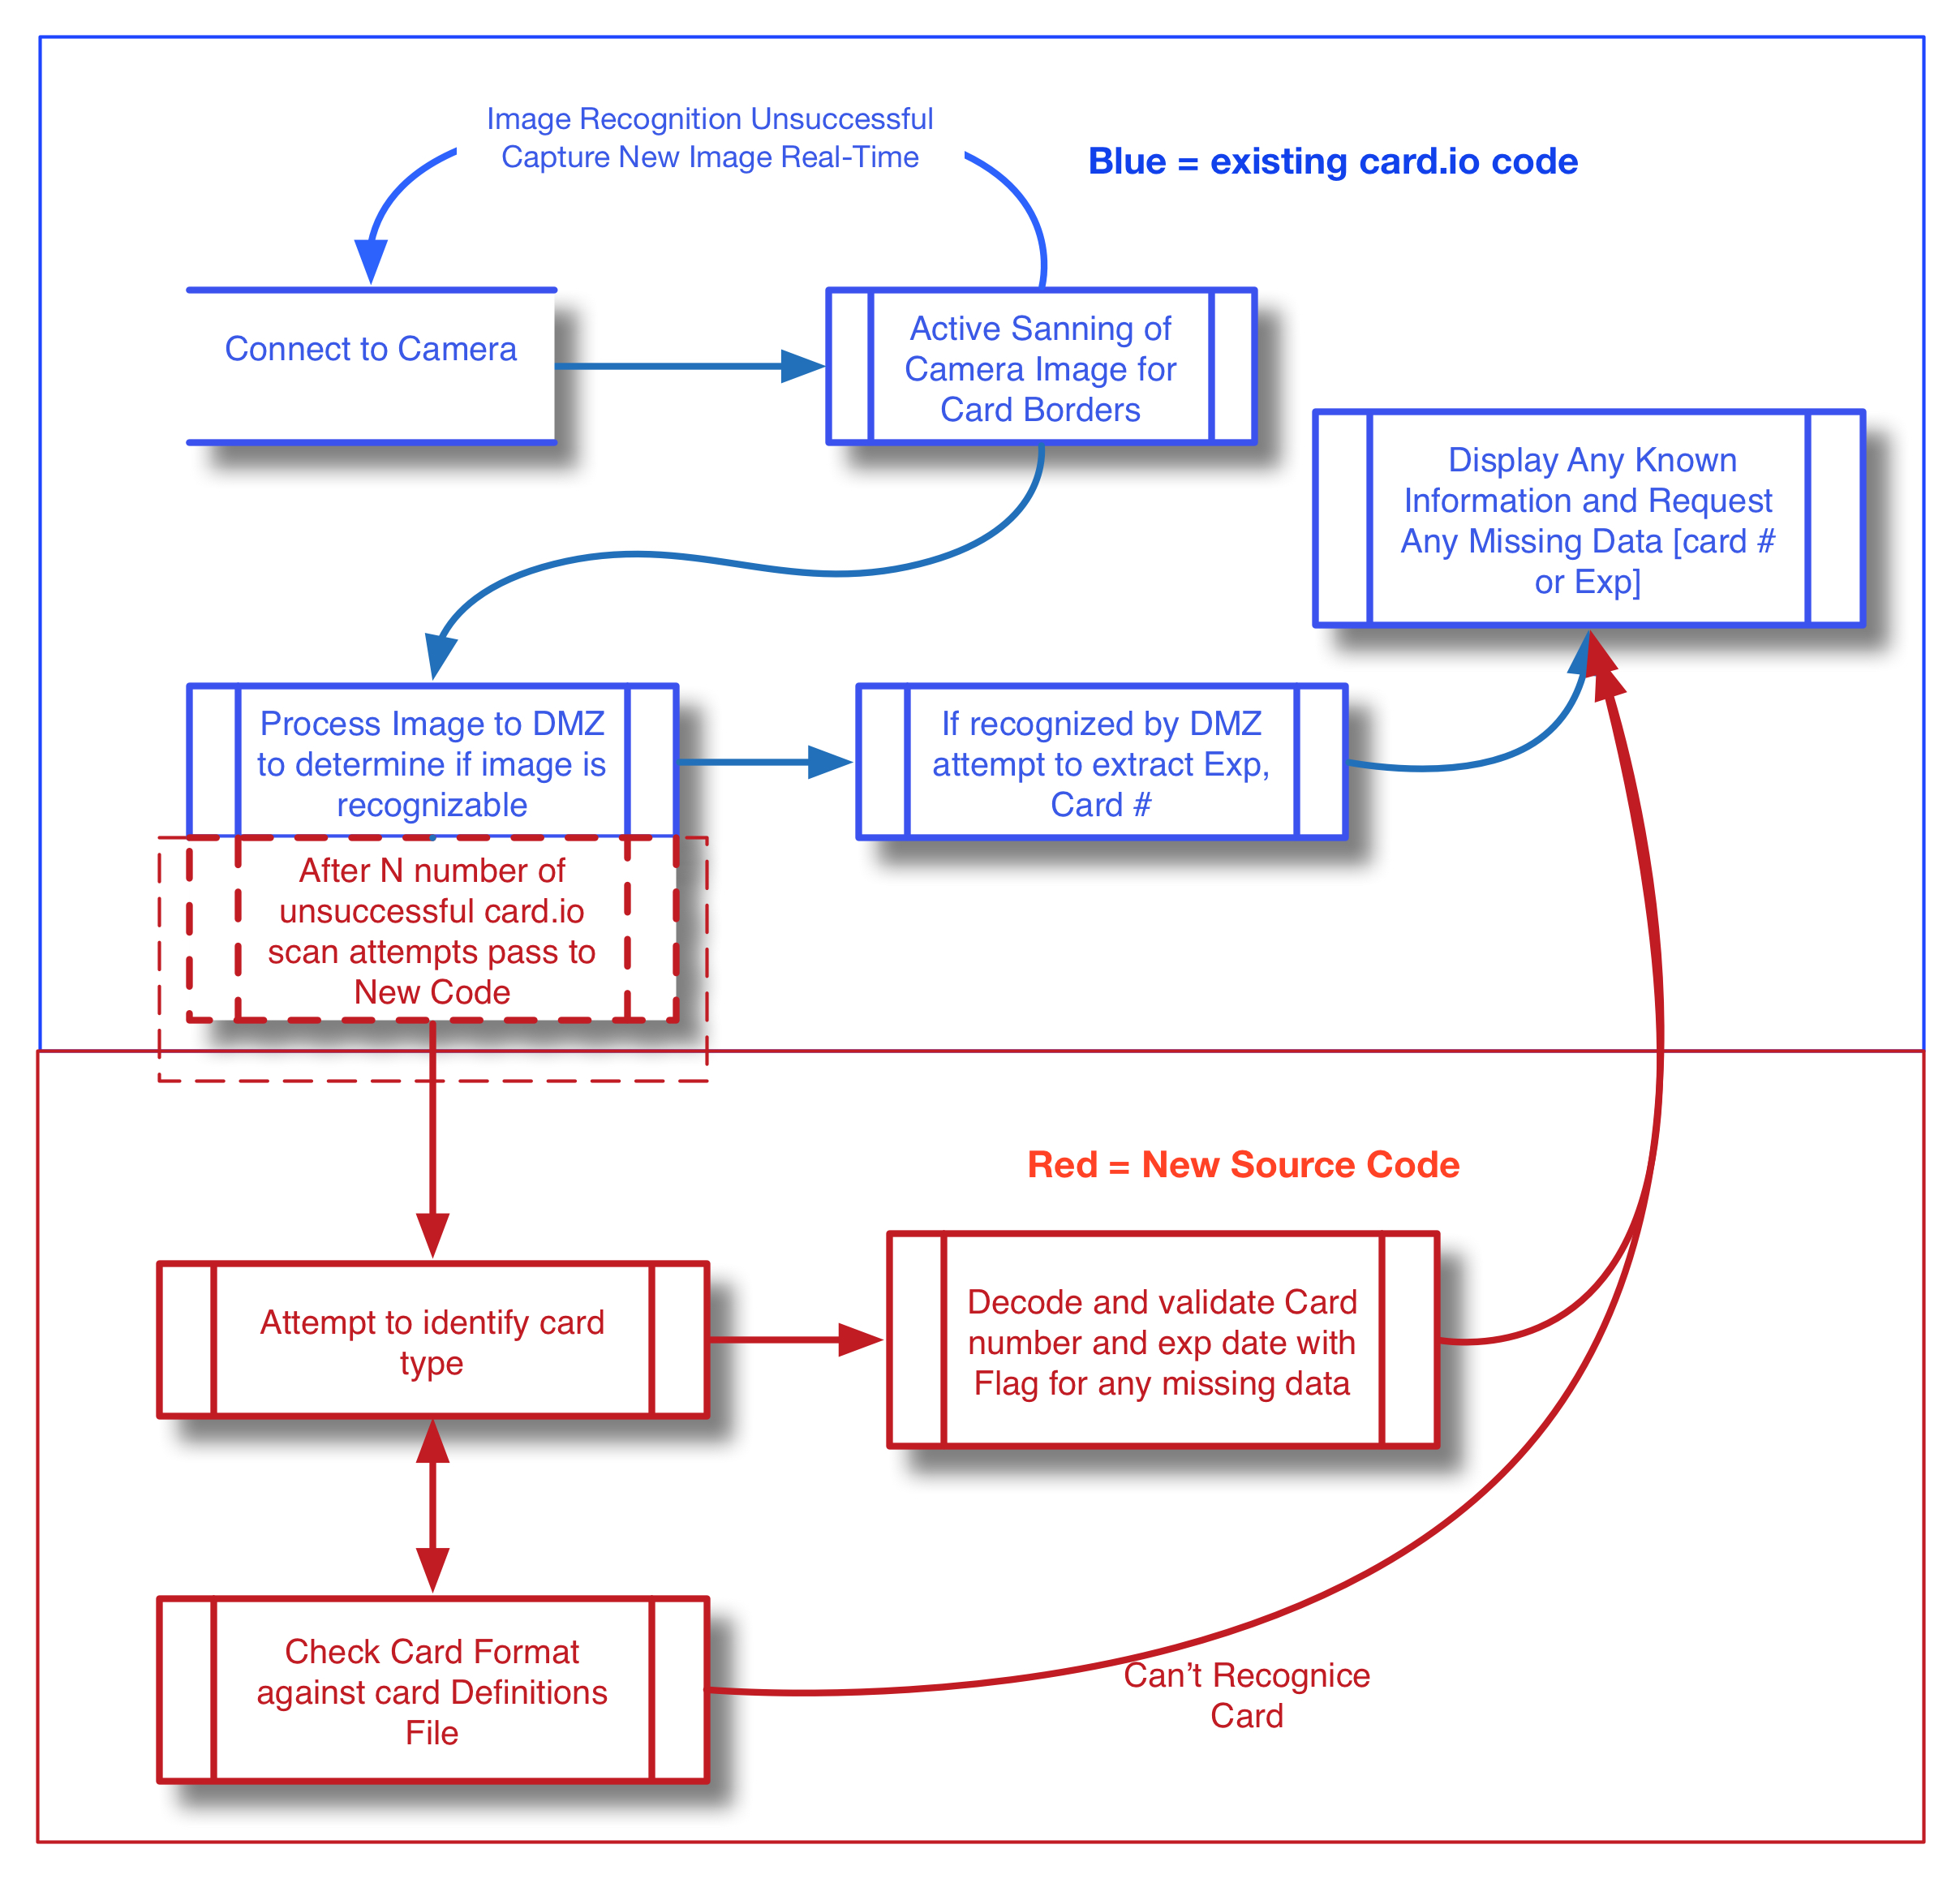 Image Recognition Unsuccessful
Capture New Image Real-Time
Blue = existing card.io code
Connect to Camera
Active Sanning of
Camera Image for
Card Borders
Display Any Known
Information and Request
Any Missing Data [card #
or Exp]
Process Image to DMZ
to determine if image is
recognizable
If recognized by DMZ
attempt to extract Exp,
Card #
After N number of
unsuccessful card.io
scan attempts pass to
New Code
Red = New Source Code
Attempt to identify card
type
Decode and validate Card
number and exp date with
Flag for any missing data
Check Card Format
against card Definitions
File
Can’t Recognice
Card